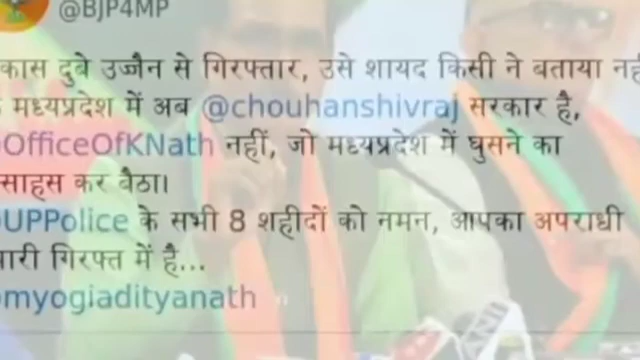 @BJP4MP
कास दुबे उज्जैन से गिरफ्तार, उसे शायद किसी ने बताया नही
मध्यप्रदेश में अब @chouhanshivraj सरकार है,
OfficeOfKNath नहीं, जो मध्यप्रदेश में घुसने का
साहस कर बैठा।
UPPolice के सभी 8 शहीदों को नमन, आपका अपराधी
गिरफ्त में है...
myogiadityanath
ANI